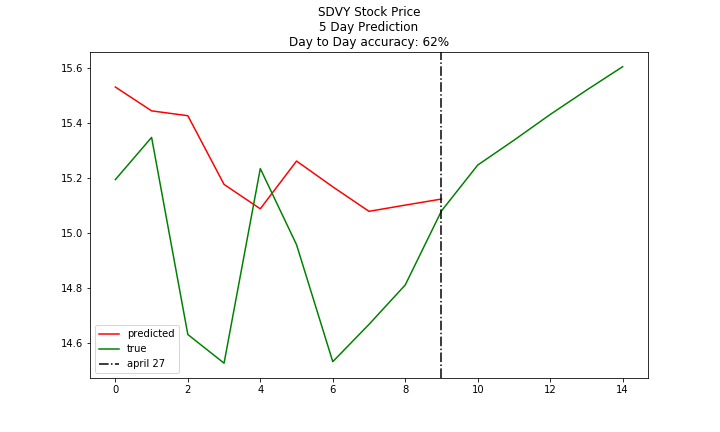 SDVY Stock Price
5 Day Prediction
Day to Day accuracy: 62%
15.6
15.4
15.2
15.0
14.8
14.6
predicted
true
april 27
0 2 4 6 8 10 12 14